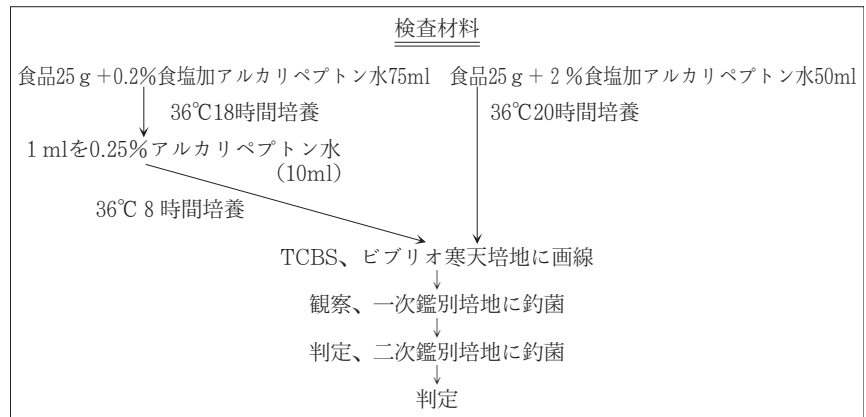 検査材料
食品25g+0.2%食塩加アルカリペプトン水75ml 食品25g+2%食塩加アルカリペプトン水50ml
36℃18時間培養 36℃20時間培養
1mlを0.25%アルカリペプトン水
(10ml)
36℃8時間培養
TCBS、ビブリオ寒天培地に画線
観察、一次鑑別培地に釣菌
判定、二次鑑別培地に釣菌
判定